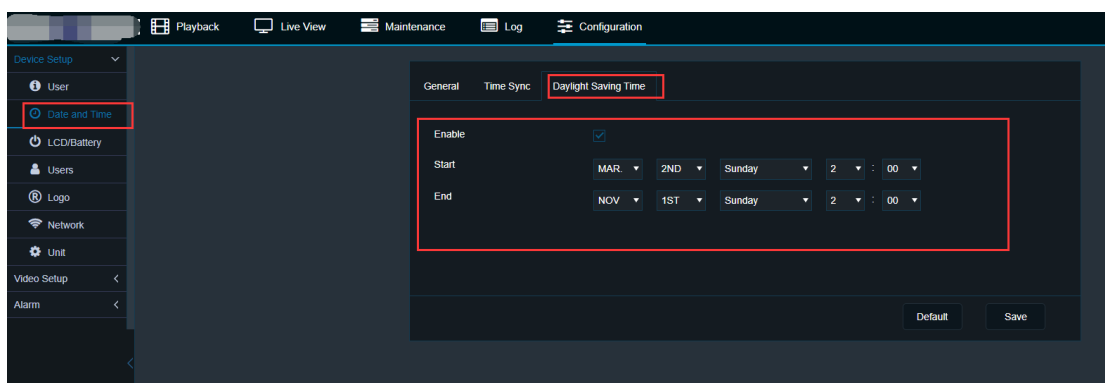 Playback Live View Maintenance Log Configuration
Device Setup
User
Date and Time
LCD/Battery
Users
Logo
Network
Unit
Video Setup
Alarm
General Time Sync Daylight Saving Time
Enable
Start MAR. 2ND Sunday 2 : 00
End NOV 1ST Sunday 2 : 00
Default Save